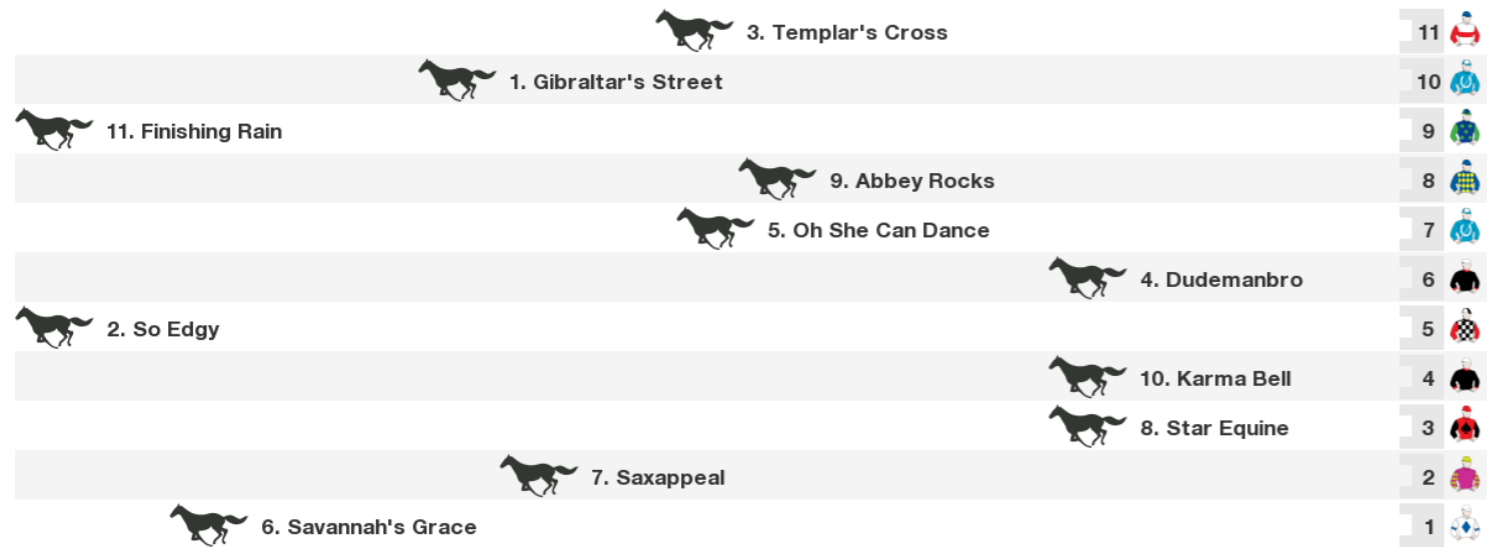 3. Templar's Cross 11
1. Gibraltar's Street 10
11. Finishing Rain 9
9. Abbey Rocks 8
5. Oh She Can Dance 7
4. Dudemanbro 6
2. So Edgy 5
10. Karma Bell 4
8. Star Equine 3
7. Saxappeal 2
6. Savannah's Grace 1